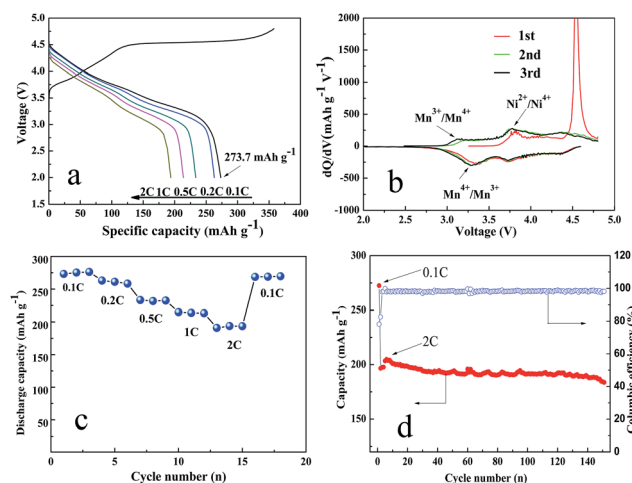 5.0
4.5
4.0
3.5
3.0
2.5
2.0
1.5
Voltage (V)
273.7 mAh g-1
2C 1C 0.5C 0.2C 0.1C
a
0 50 100 150 200 250 300 350 400
Specific capacity (mAh g-1)
2000
1500
1000
500
0
-500
-1000
dQ/dV(mAh g-1 V-1)
1st
2nd
3rd
Mn3+/Mn4+
Ni2+/Ni4+
Mn4+/Mn3+
b
2.0 2.5 3.0 3.5 4.0 4.5 5.0
Voltage (V)
300
250
200
150
100
50
0
Discharge capacity (mAh g-1)
0.1C
0.2C
0.5C
1C
2C
0.1C
c
0 5 10 15 20
Cycle number (n)
300
250
200
150
Capacity (mAh g-1)
120
100
80
60
40
20
0
Columbic efficiency (%)
0.1C
2C
d
0 20 40 60 80 100 120 140
Cycle number (n)